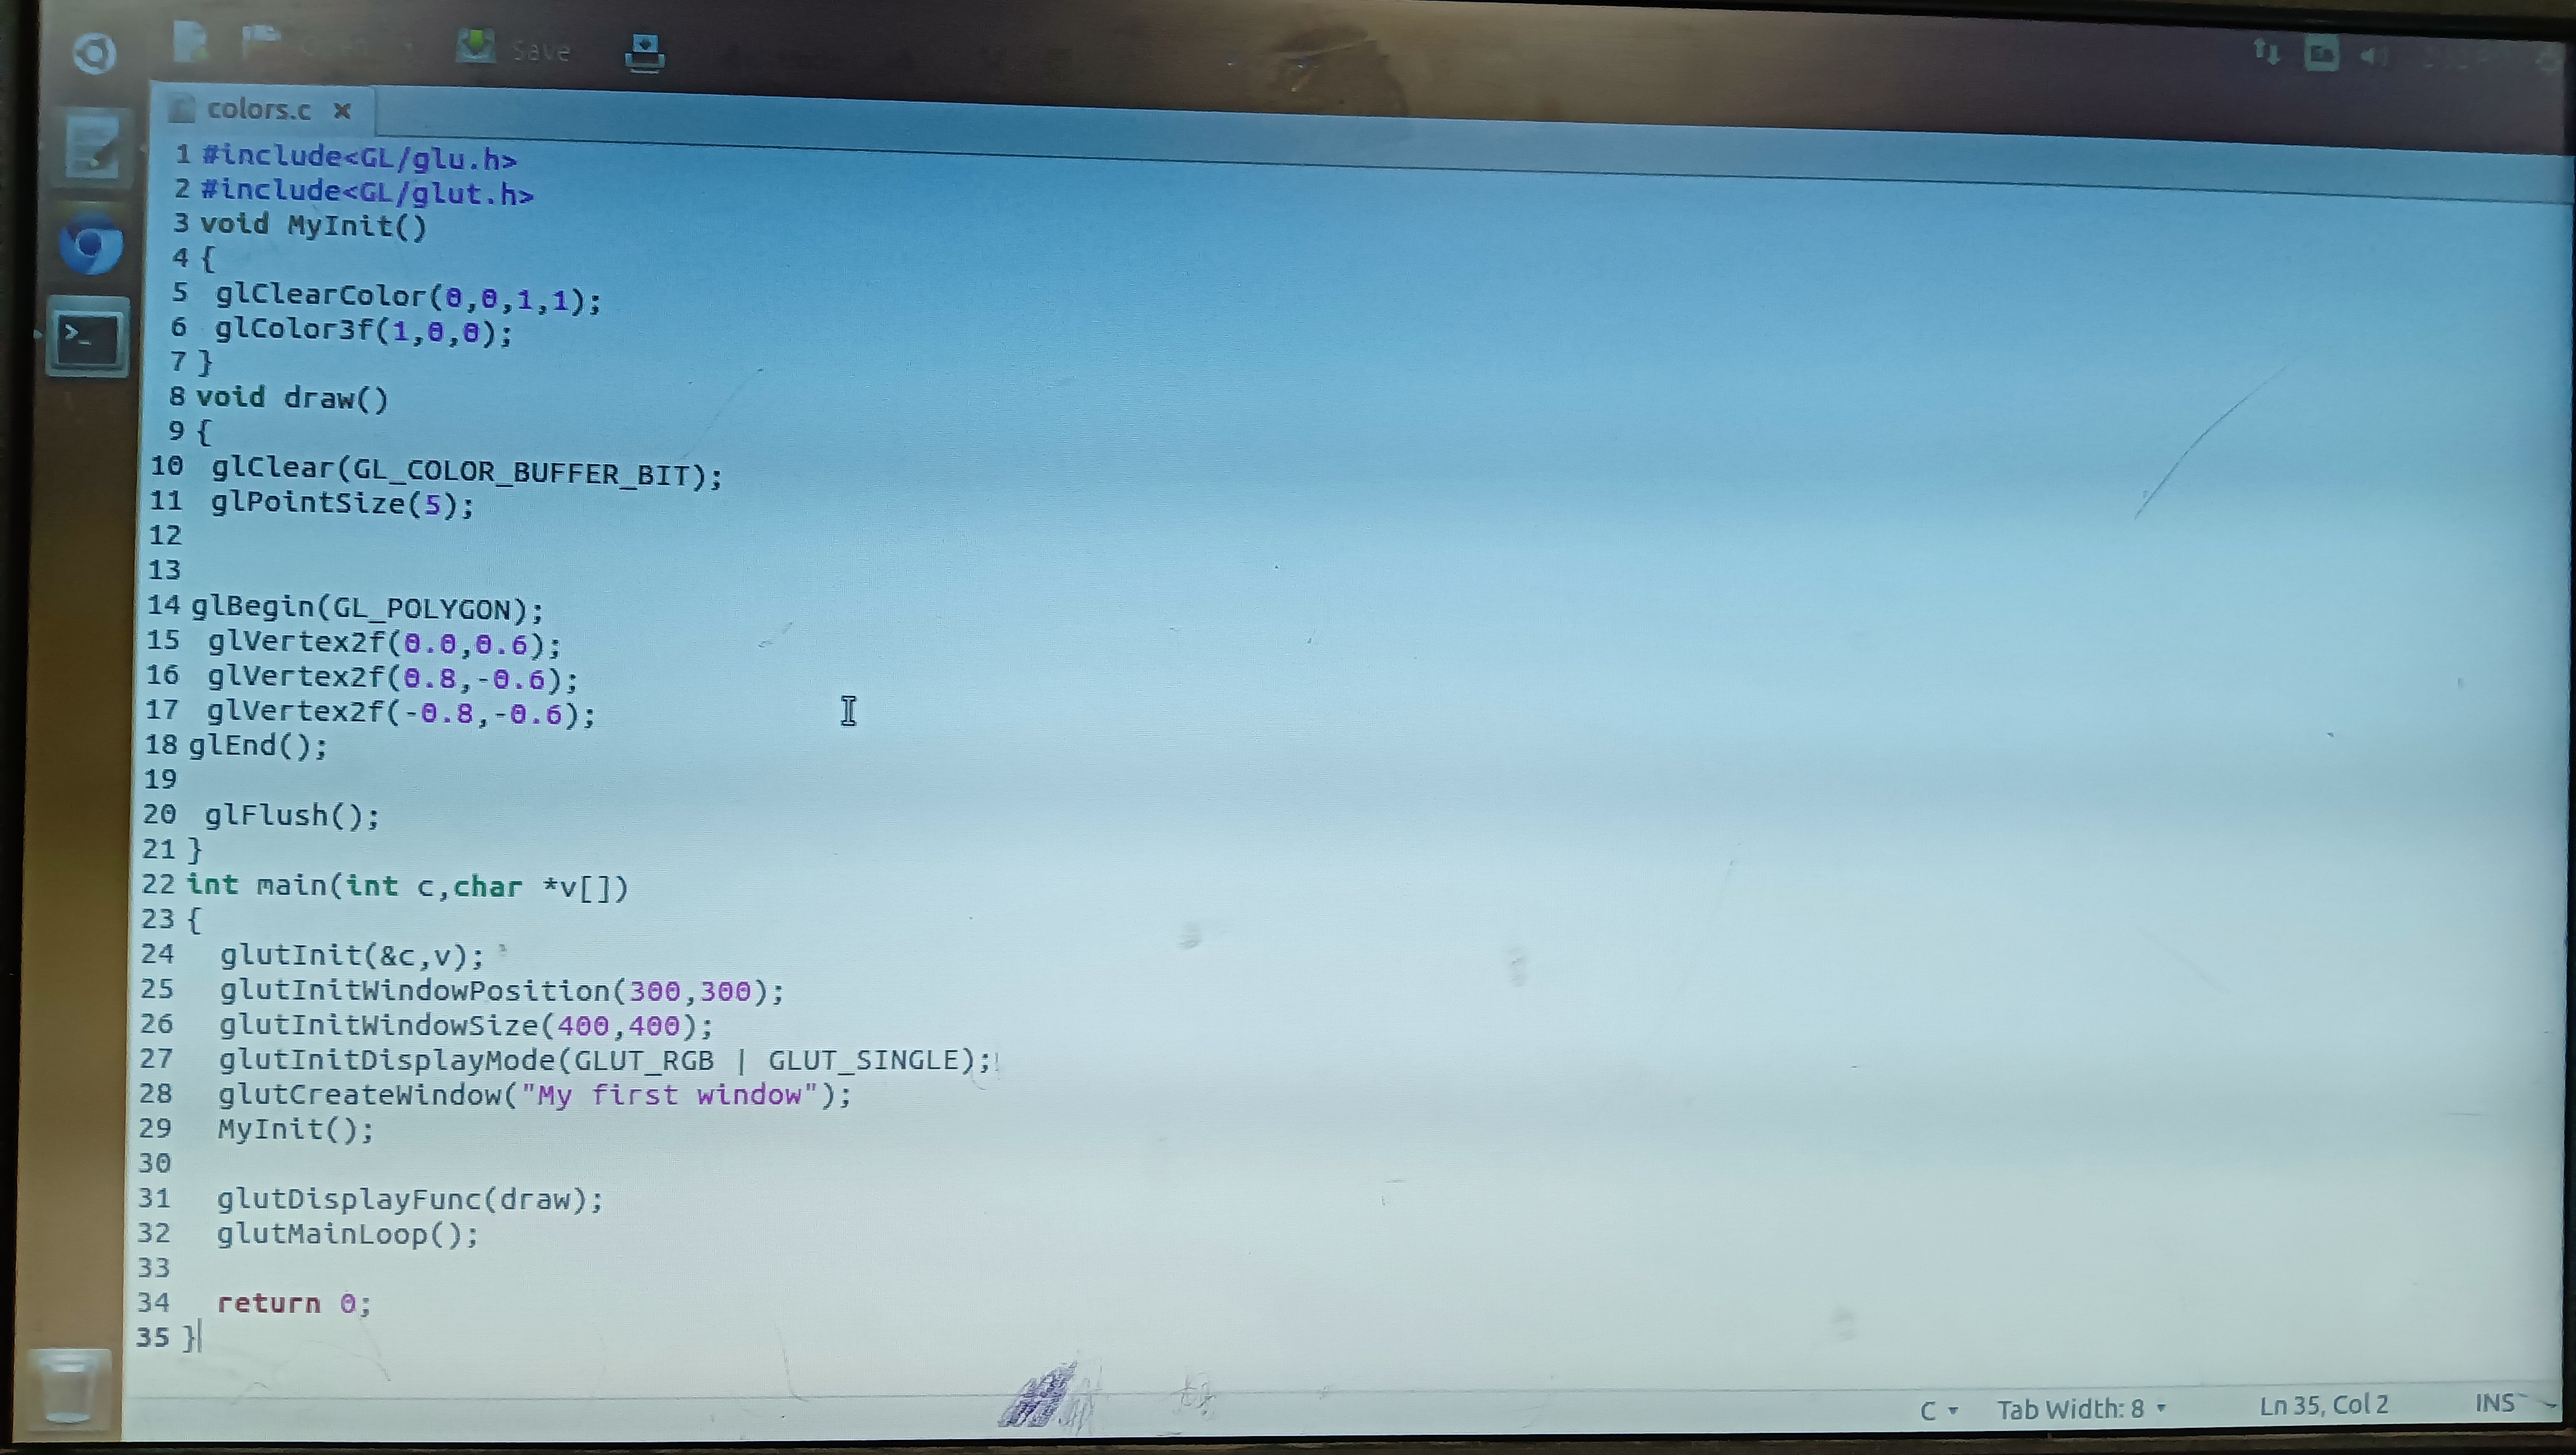 Save
En
colors.c x
1 #include<GL/glu.h>
2 #include<GL/glut.h>
3 void MyInit()
4 {
5  glClearColor(0,0,1,1);
6  glColor3f(1,0,0);
7 }
8 void draw()
9 {
10  glClear(GL_COLOR_BUFFER_BIT);
11  glPointSize(5);
12
13
14 glBegin(GL_POLYGON);
15  glVertex2f(0.0,0.6);
16  glVertex2f(0.8,-0.6);
17  glVertex2f(-0.8,-0.6);
18 glEnd();
19
20  glFlush();
21 }
22 int main(int c,char *v[])
23 {
24   glutInit(&c,v);
25   glutInitWindowPosition(300,300);
26   glutInitWindowSize(400,400);
27   glutInitDisplayMode(GLUT_RGB | GLUT_SINGLE);
28   glutCreateWindow("My first window");
29   MyInit();
30
31   glutDisplayFunc(draw);
32   glutMainLoop();
33
34   return 0;
35 }
C Tab Width: 8 Ln 35, Col 2 INS